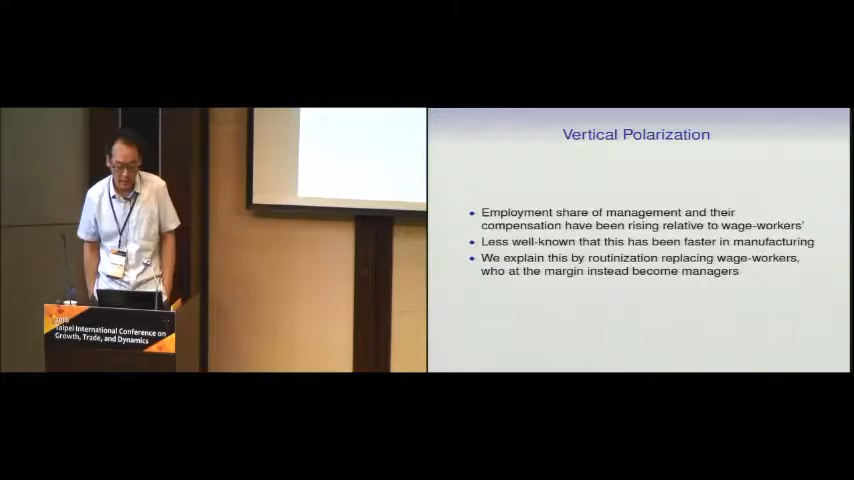 2016
Taipei International Conference on
Growth, Trade, and Dynamics
Vertical Polarization
Employment share of management and their
compensation have been rising relative to wage-workers'
Less well-known that this has been faster in manufacturing
We explain this by routinization replacing wage-workers,
who at the margin instead become managers